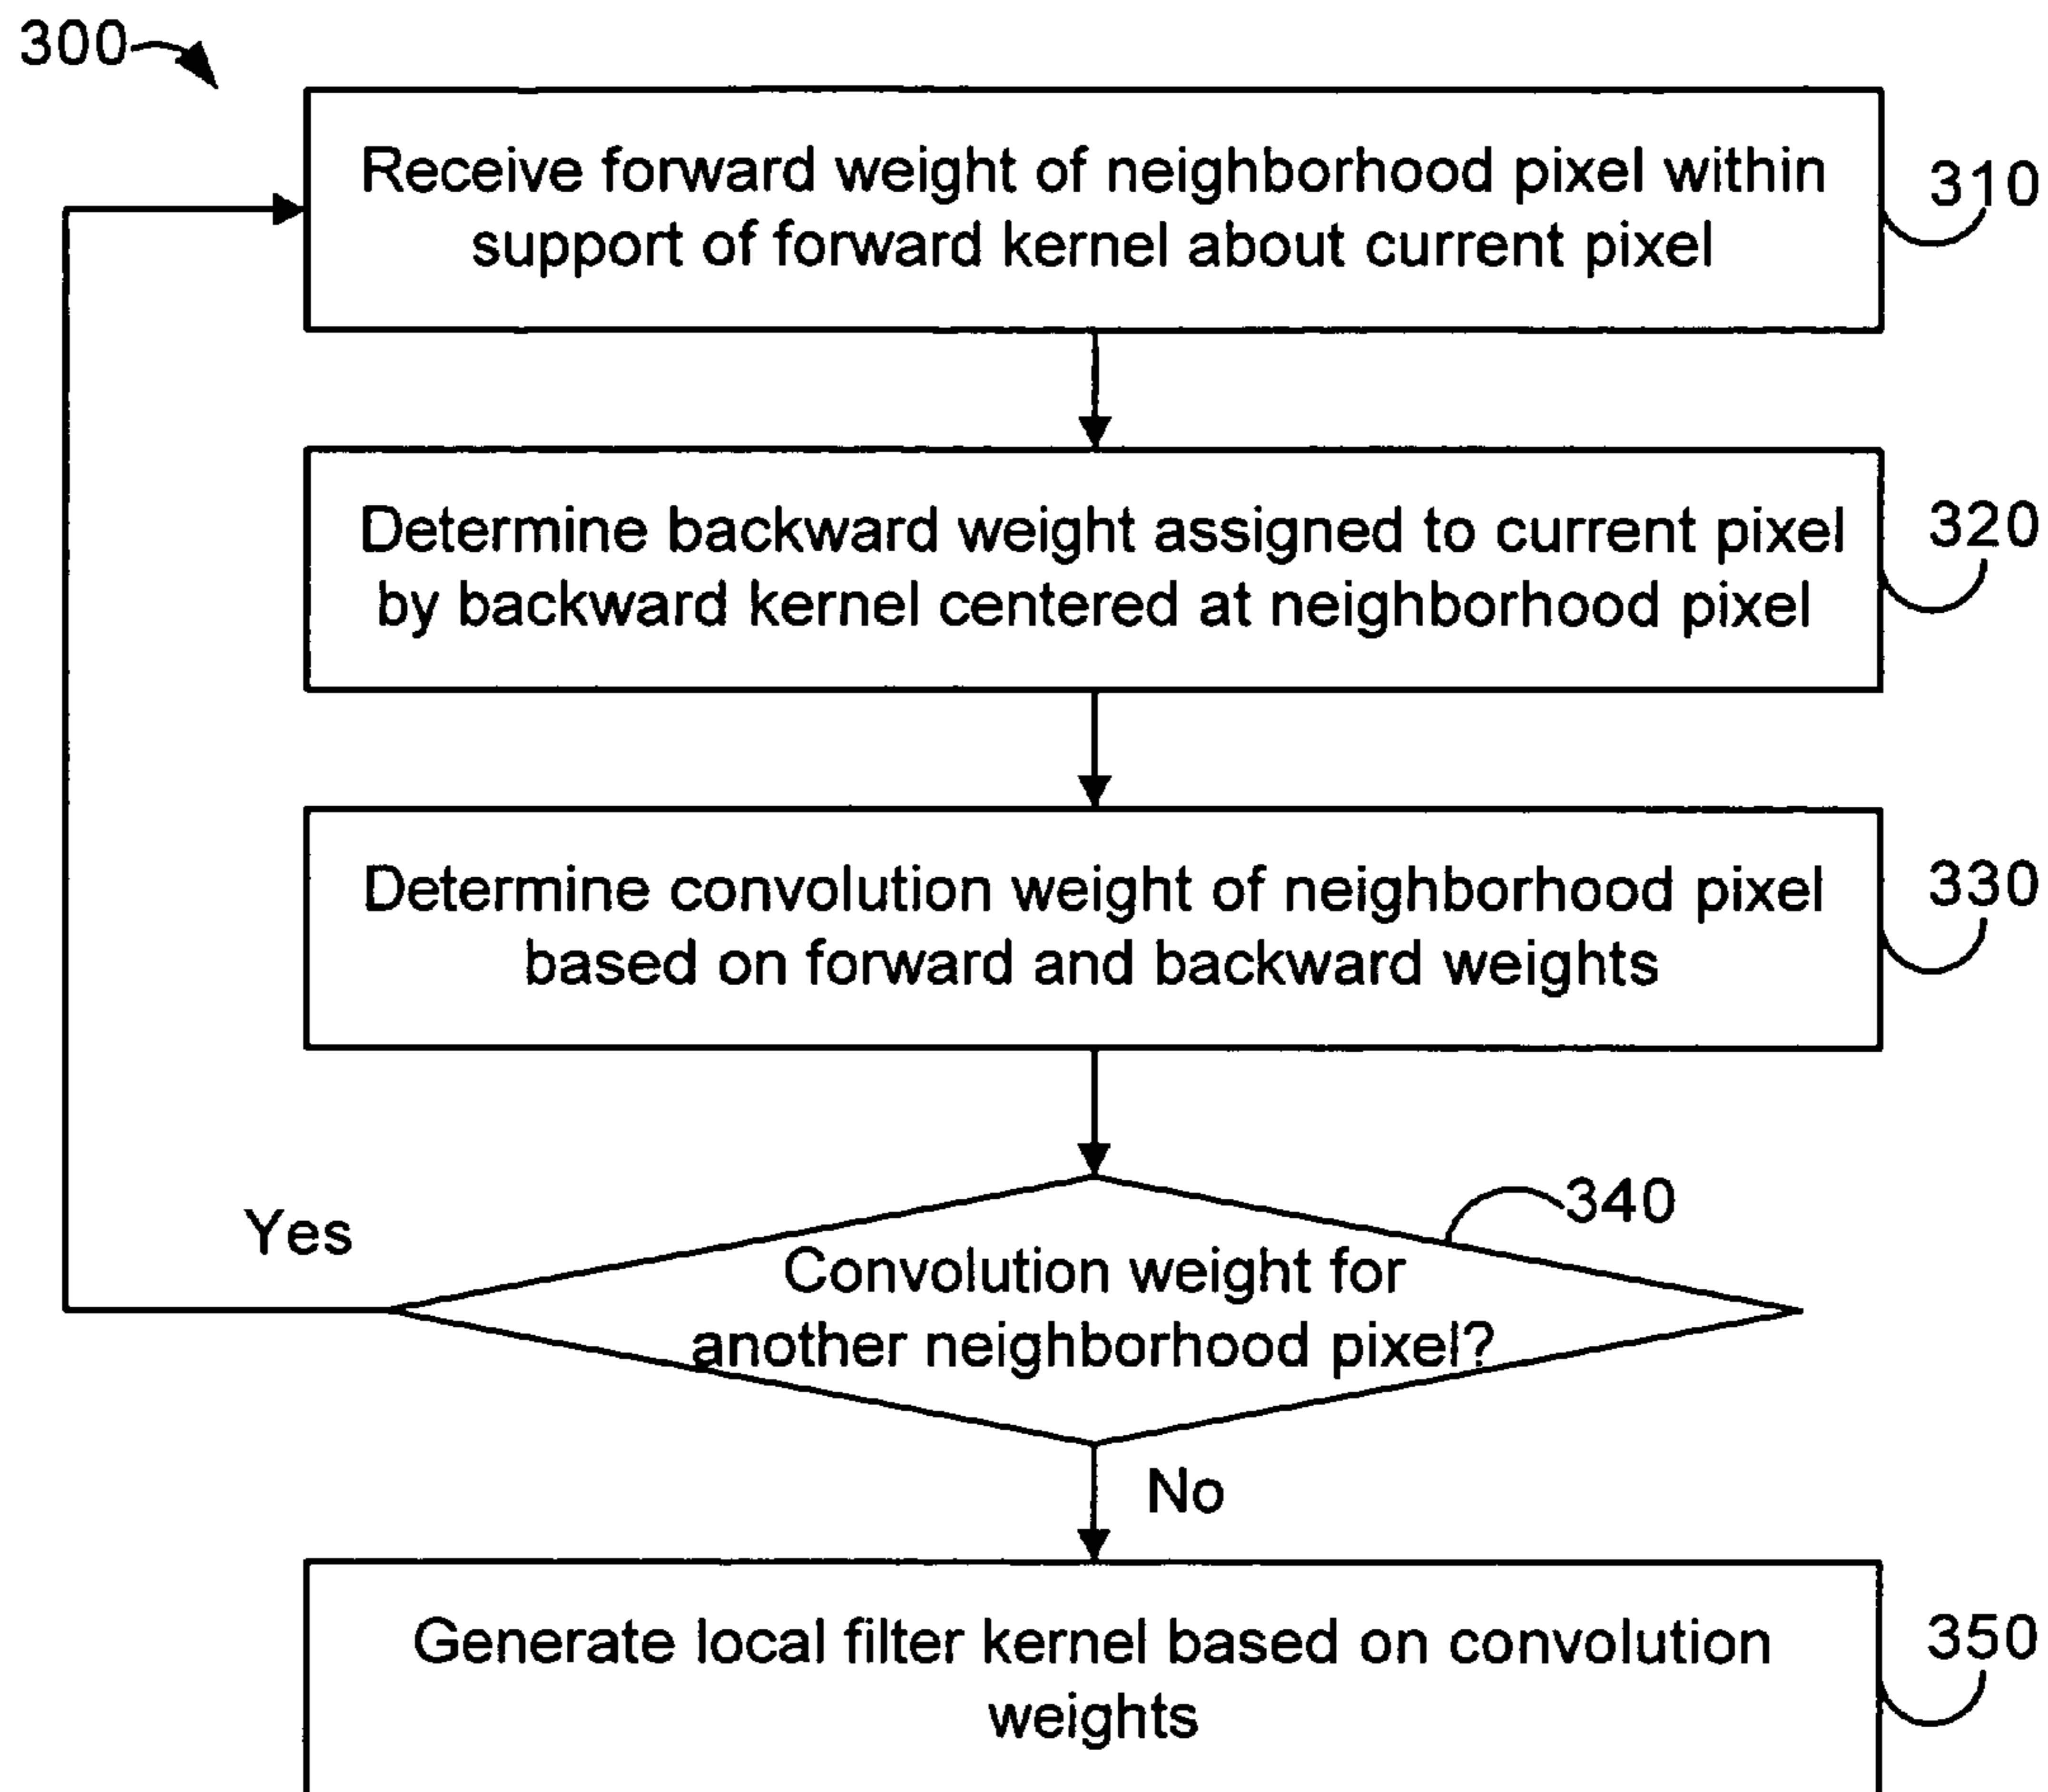 300
Receive forward weight of neighborhood pixel within
support of forward kernel about current pixel
310
Determine backward weight assigned to current pixel
by backward kernel centered at neighborhood pixel
320
Determine convolution weight of neighborhood pixel
based on forward and backward weights
330
340
Yes
Convolution weight for
another neighborhood pixel?
No
Generate local filter kernel based on convolution
weights
350